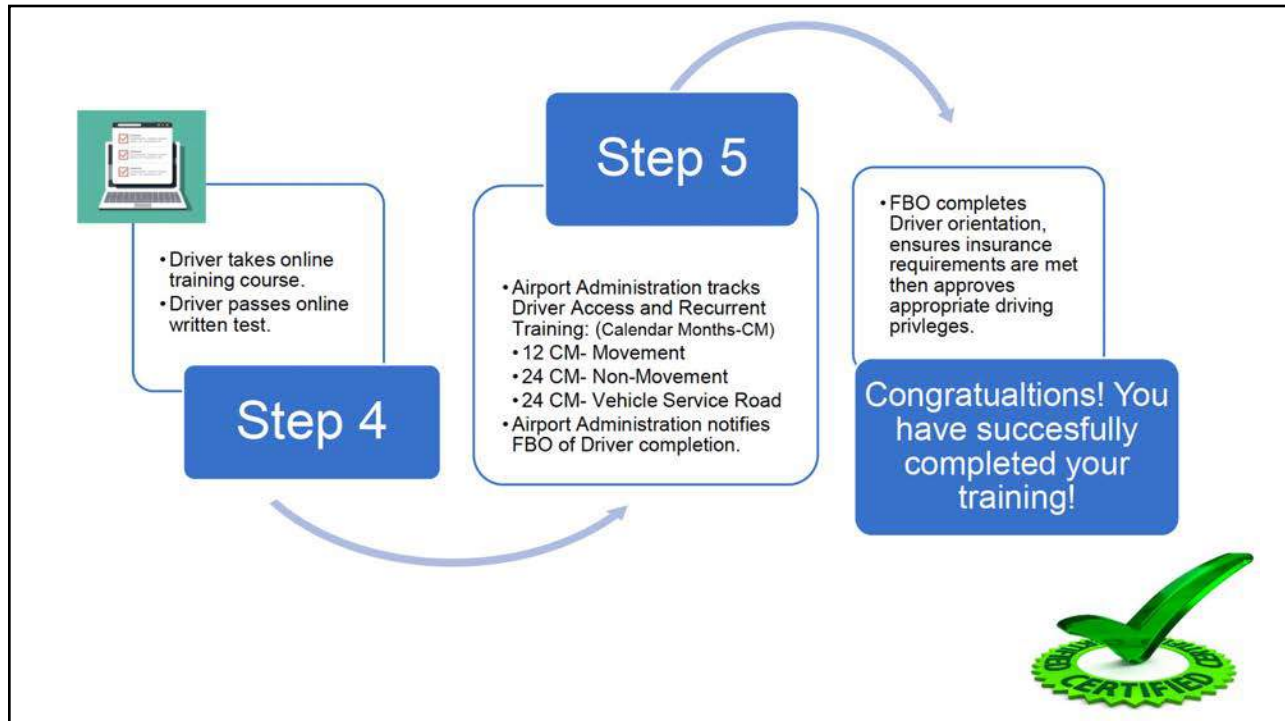 • Driver takes online
training course.
• Driver passes online
written test.
Step 4
Step 5
• Airport Administration tracks
Driver Access and Recurrent
Training: (Calendar Months-CM)
• 12 CM- Movement
• 24 CM- Non-Movement
• 24 CM- Vehicle Service Road
• Airport Administration notifies
FBO of Driver completion.
• FBO completes
Driver orientation,
ensures insurance
requirements are met
then approves
appropriate driving
privleges.
Congratualtions! You
have succesfully
completed your
training!
CERTIFIED